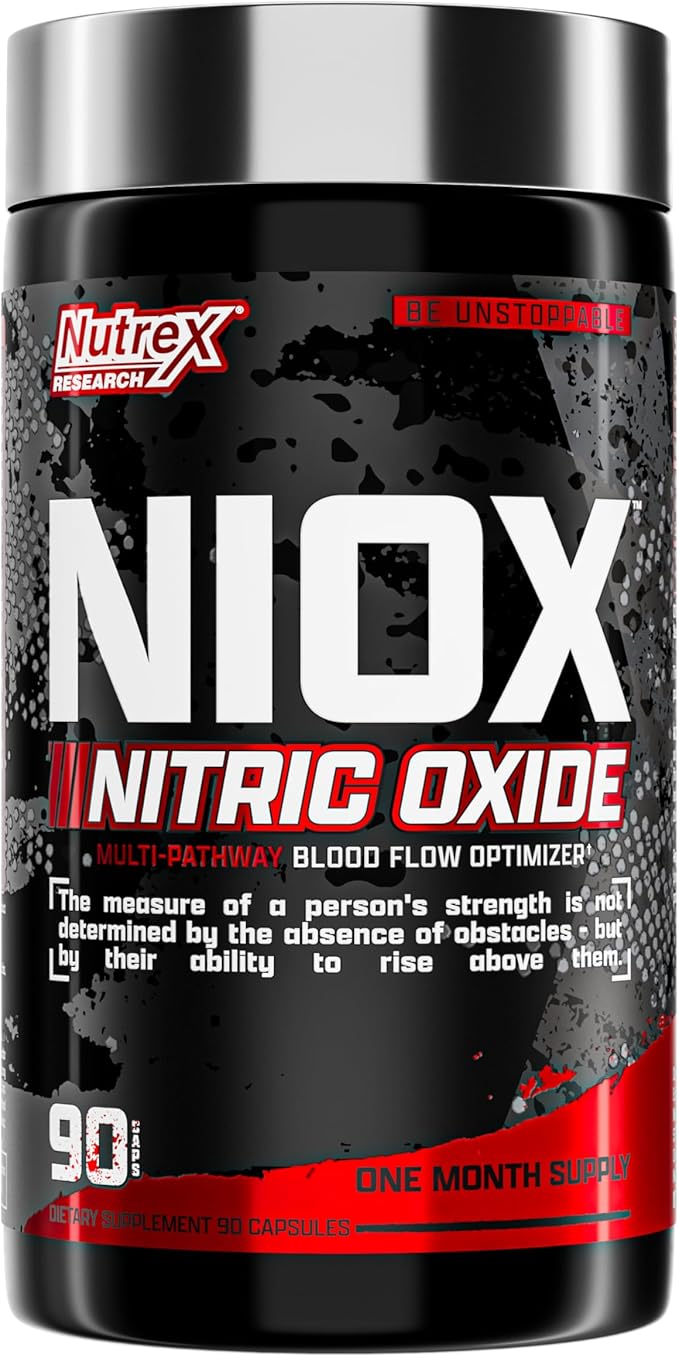 Nutrex®
RESEARCH
BE UNSTOPPABLE
NIOX™
NITRIC OXIDE
MULTI-PATHWAY BLOOD FLOW OPTIMIZER†
The measure of a person's strength is not
determined by the absence of obstacles - but
by their ability to rise above them.
90 CAPS
ONE MONTH SUPPLY
DIETARY SUPPLEMENT 90 CAPSULES